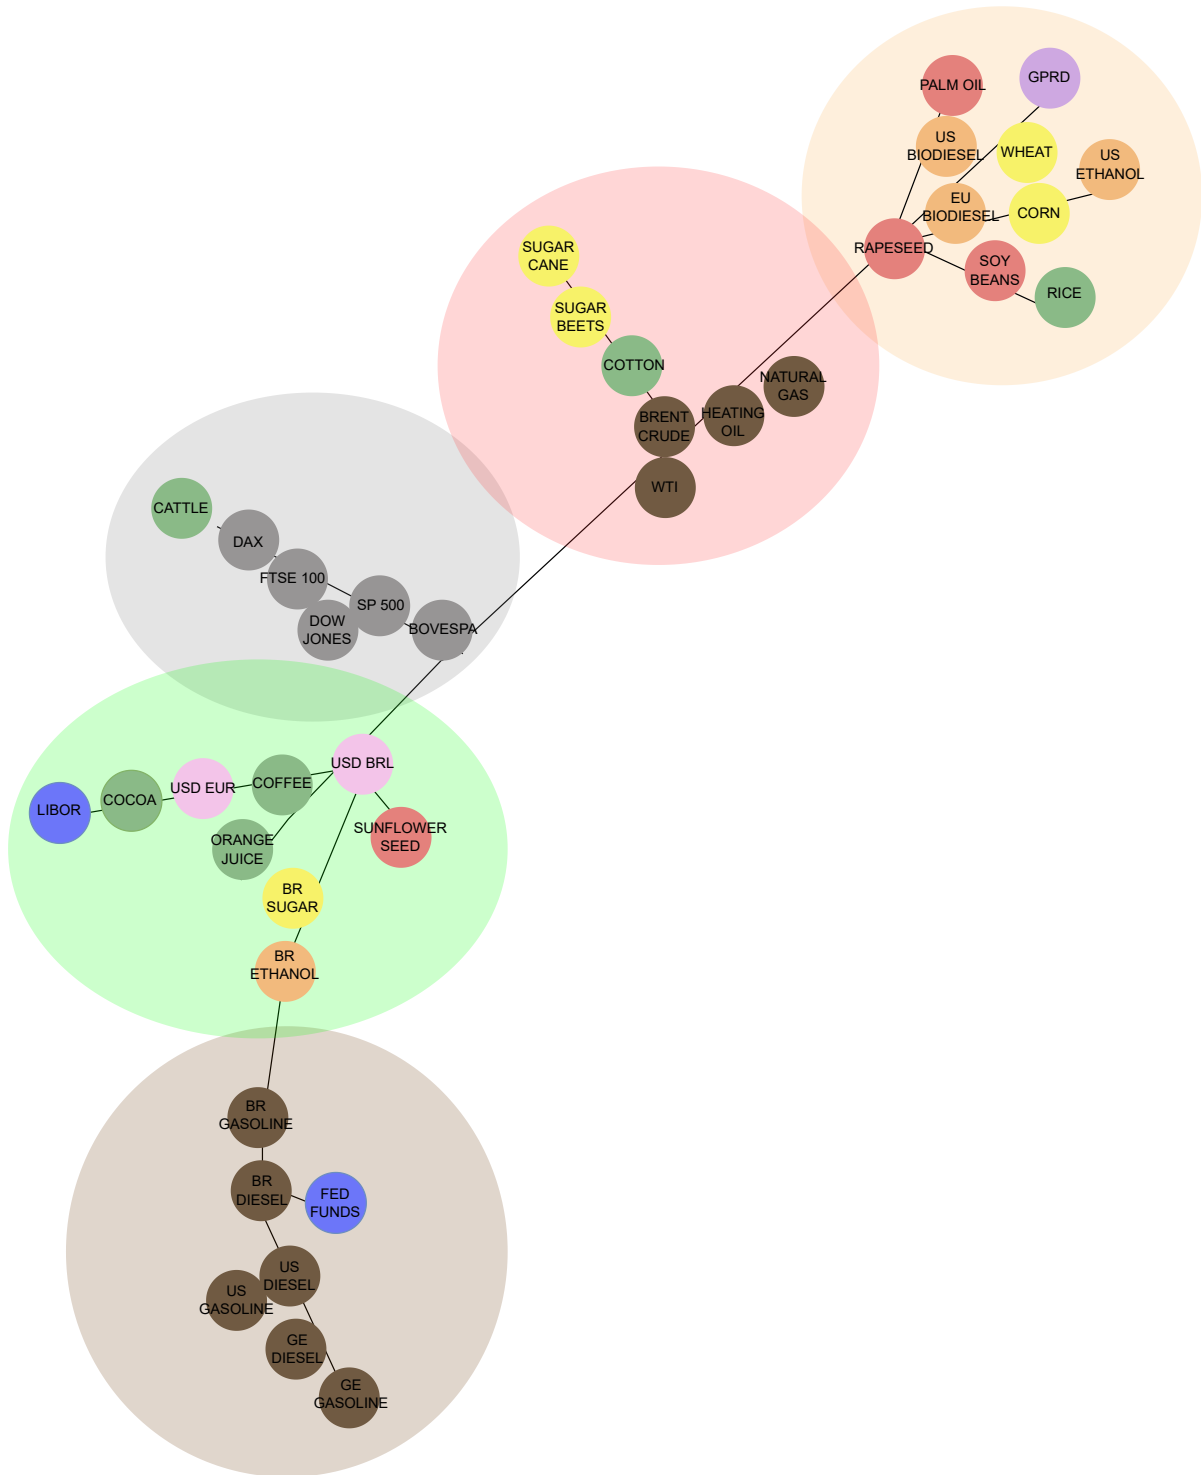 PALM OIL
GPRD
US
BIODIESEL
WHEAT
US
ETHANOL
EU
BIODIESEL
CORN
RAPESEED
SOY
BEANS
RICE
SUGAR
CANE
SUGAR
BEETS
COTTON
NATURAL
GAS
BRENT
CRUDE
HEATING
OIL
WTI
CATTLE
DAX
FTSE 100
SP 500
DOW
JONES
BOVESPA
USD BRL
USD EUR
COFFEE
COCOA
LIBOR
ORANGE
JUICE
SUNFLOWER
SEED
BR
SUGAR
BR
ETHANOL
BR
GASOLINE
BR
DIESEL
FED
FUNDS
US
DIESEL
US
GASOLINE
GE
DIESEL
GE
GASOLINE